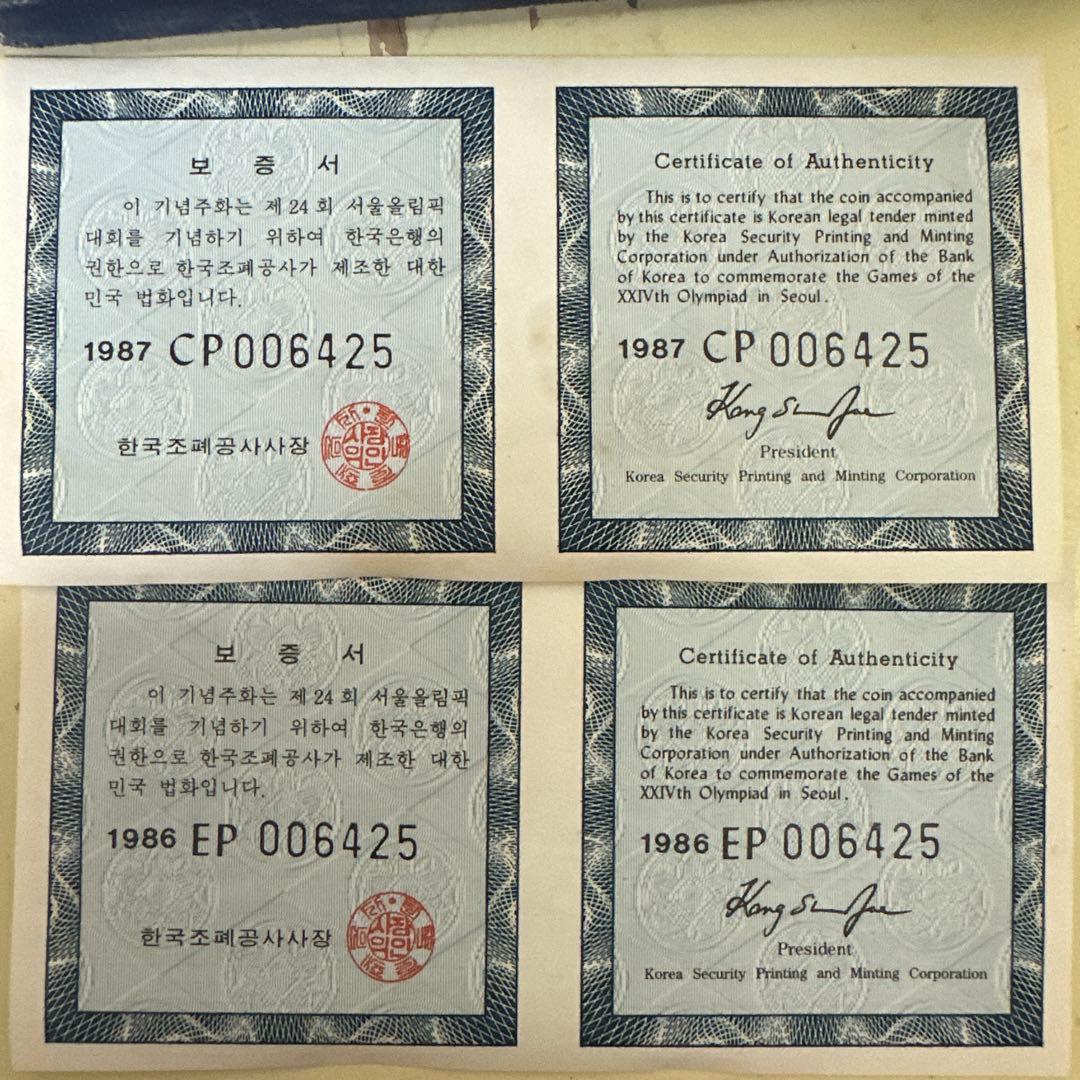 보 증 서
이 기념주화는 제 24 회 서울올림픽
대회를 기념하기 위하여 한국은행의
권한으로 한국조폐공사가 제조한 대한
민국 법화입니다.
1987 CP 006425
한국조폐공사사장
사장
의인
Certificate of Authenticity
This is to certify that the coin accompanied
by this certificate is Korean legal tender minted
by the Korea Security Printing and Minting
Corporation under Authorization of the Bank
of Korea to commemorate the Games of the
XXIVth Olympiad in Seoul.
1987 CP 006425
President
Korea Security Printing and Minting Corporation
보 증 서
이 기념주화는 제 24 회 서울올림픽
대회를 기념하기 위하여 한국은행의
권한으로 한국조폐공사가 제조한 대한
민국 법화입니다.
1986 EP 006425
한국조폐공사사장
사장
의인
Certificate of Authenticity
This is to certify that the coin accompanied
by this certificate is Korean legal tender minted
by the Korea Security Printing and Minting
Corporation under Authorization of the Bank
of Korea to commemorate the Games of the
XXIVth Olympiad in Seoul.
1986 EP 006425
President
Korea Security Printing and Minting Corporation